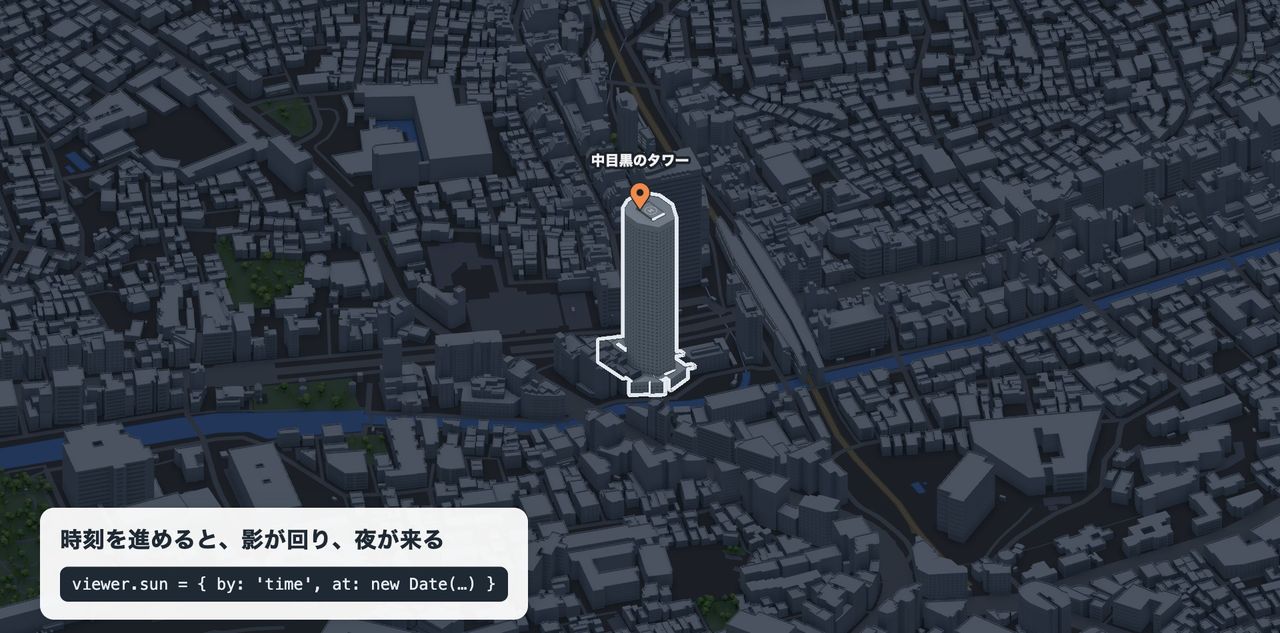 中目黒のタワー
時刻を進めると、影が回り、夜が来る
viewer.sun = { by: 'time', at: new Date(…) }